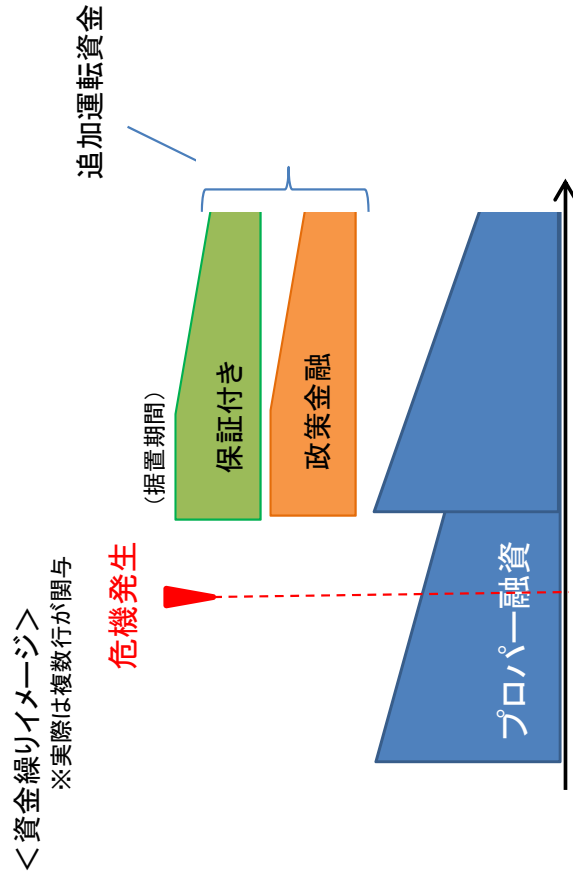 ＜資金繰りイメージ＞
※実際は複数行が関与
危機発生
追加運転資金
（据置期間）
保証付き
政策金融
プロパー融資